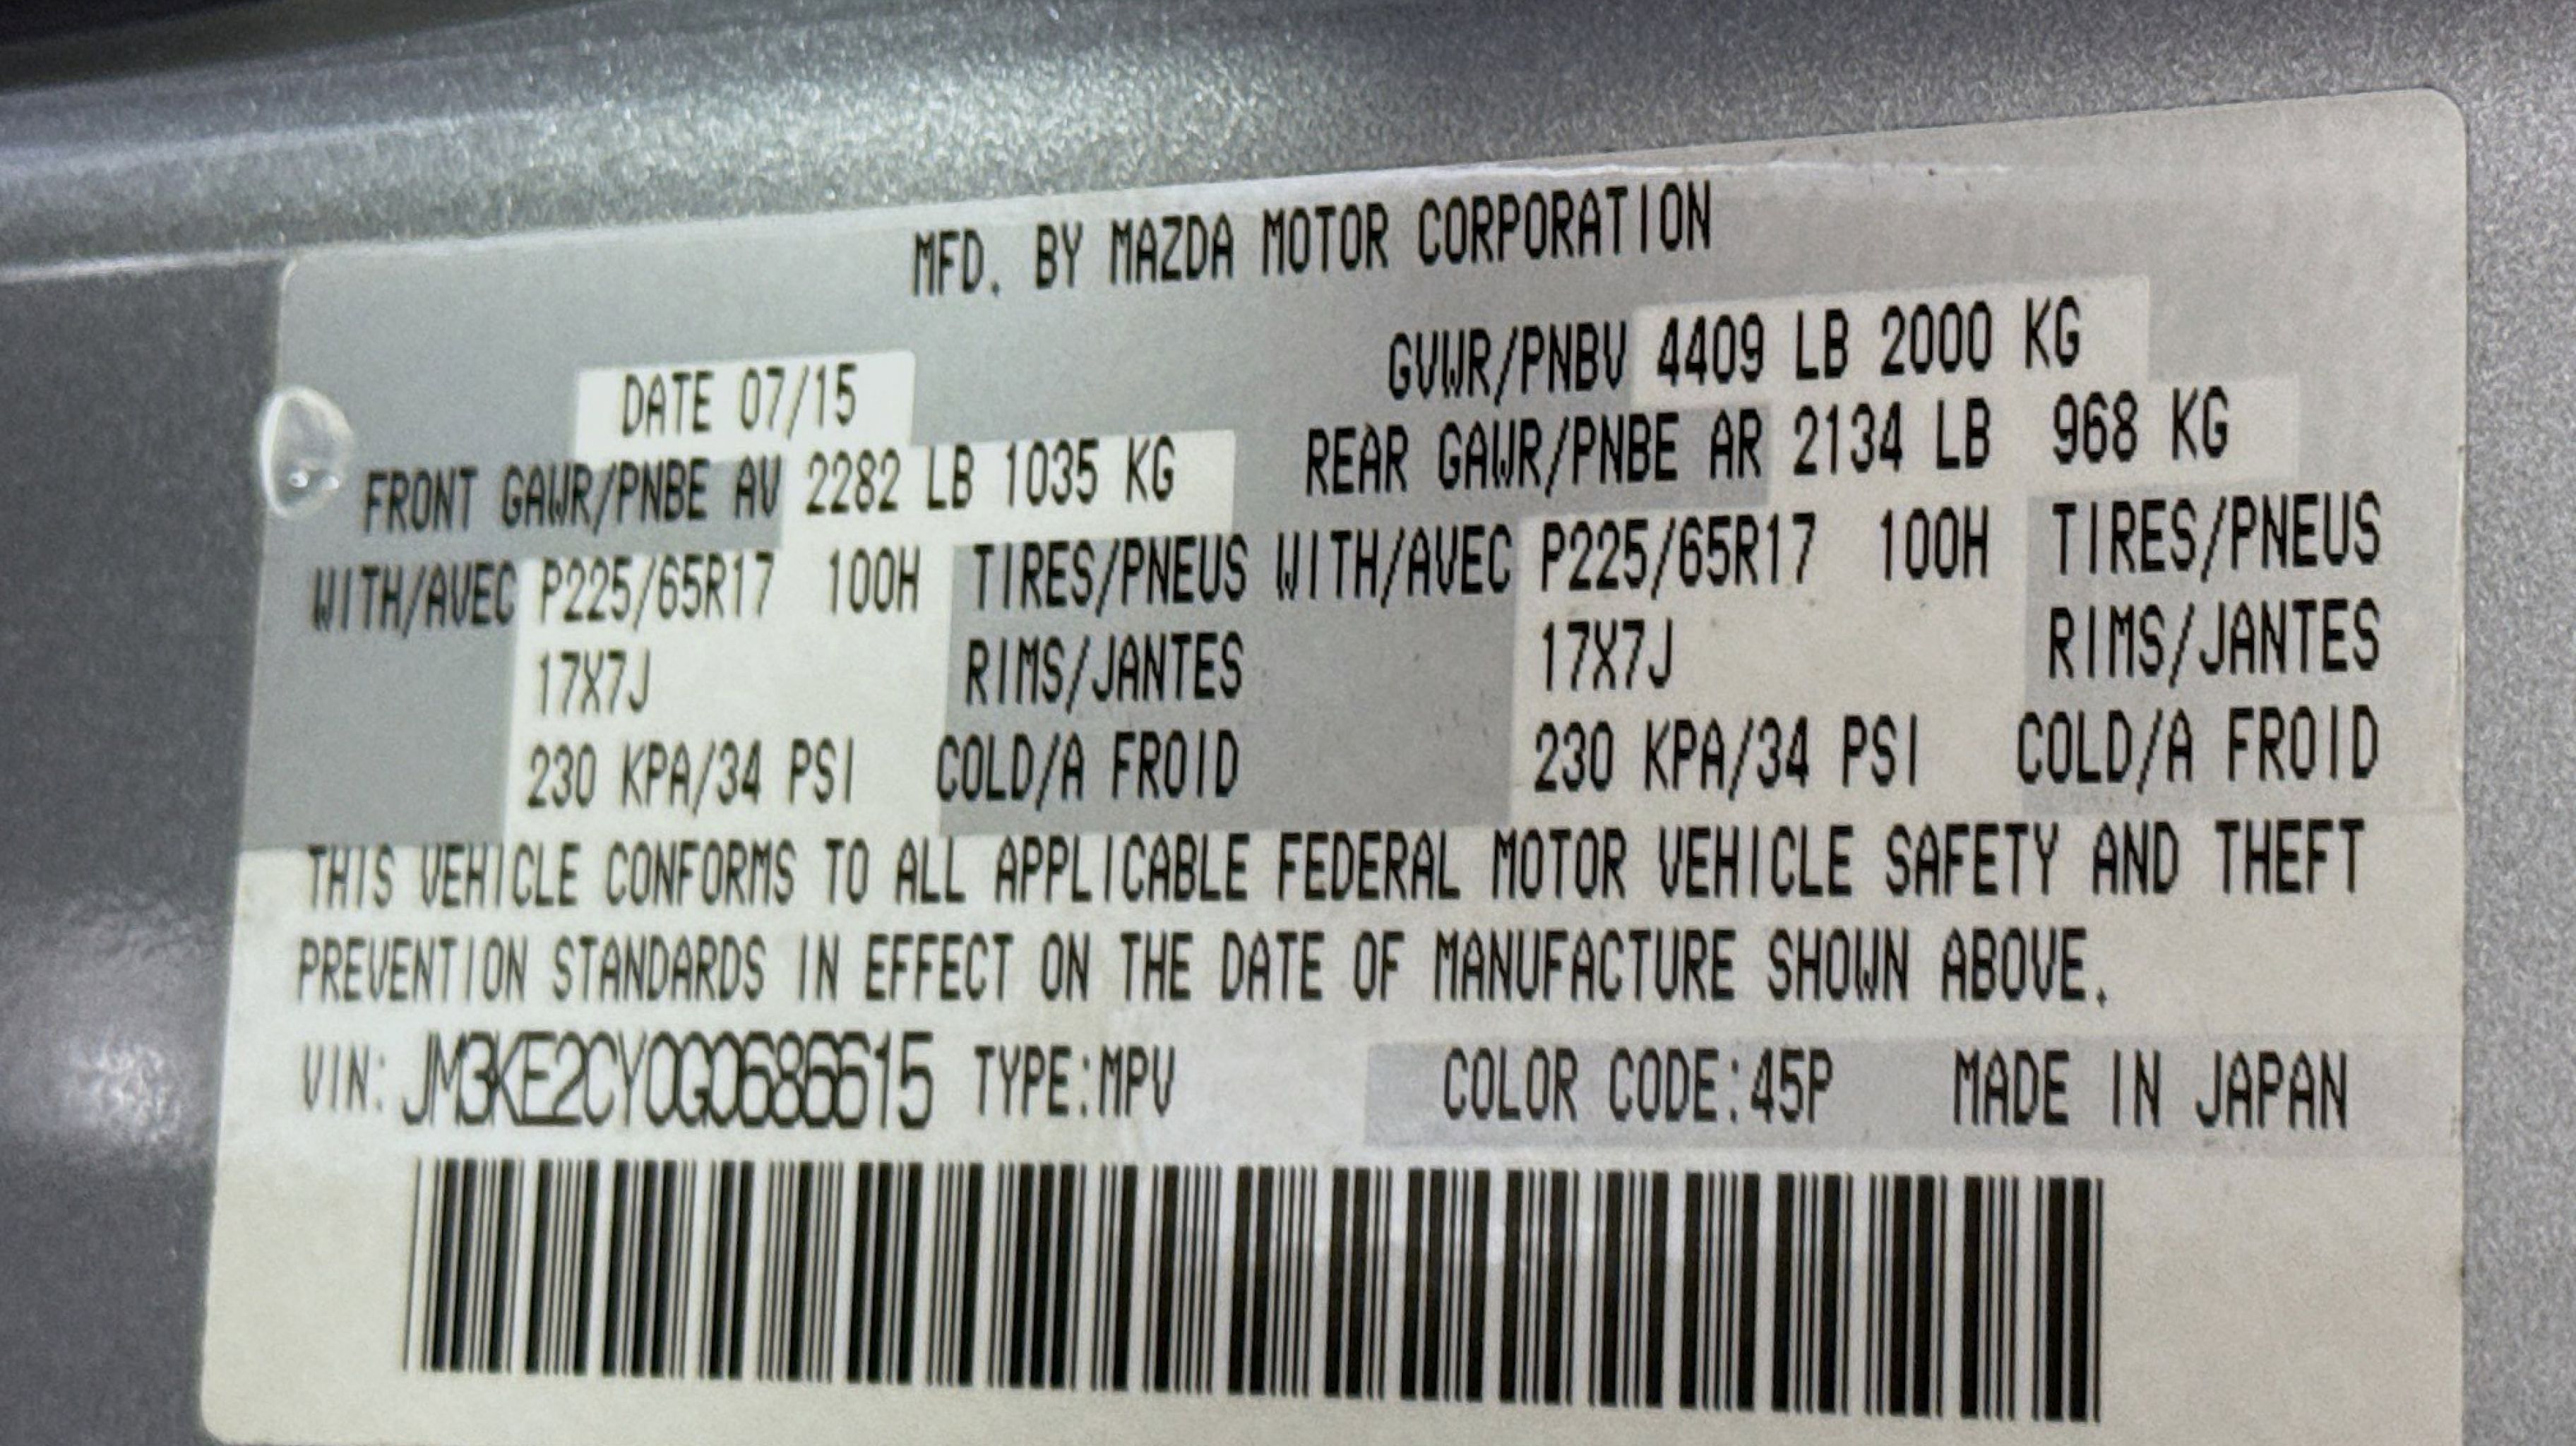 MFD. BY MAZDA MOTOR CORPORATION
DATE 07/15 GVWR/PNBV 4409 LB 2000 KG
FRONT GAWR/PNBE AV 2282 LB 1035 KG REAR GAWR/PNBE AR 2134 LB 968 KG
WITH/AVEC P225/65R17 100H TIRES/PNEUS WITH/AVEC P225/65R17 100H TIRES/PNEUS
17X7J RIMS/JANTES 17X7J RIMS/JANTES
230 KPA/34 PSI COLD/A FROID 230 KPA/34 PSI COLD/A FROID
THIS VEHICLE CONFORMS TO ALL APPLICABLE FEDERAL MOTOR VEHICLE SAFETY AND THEFT
PREVENTION STANDARDS IN EFFECT ON THE DATE OF MANUFACTURE SHOWN ABOVE.
VIN: JM3KE2CY0G0686615 TYPE:MPV COLOR CODE:45P MADE IN JAPAN